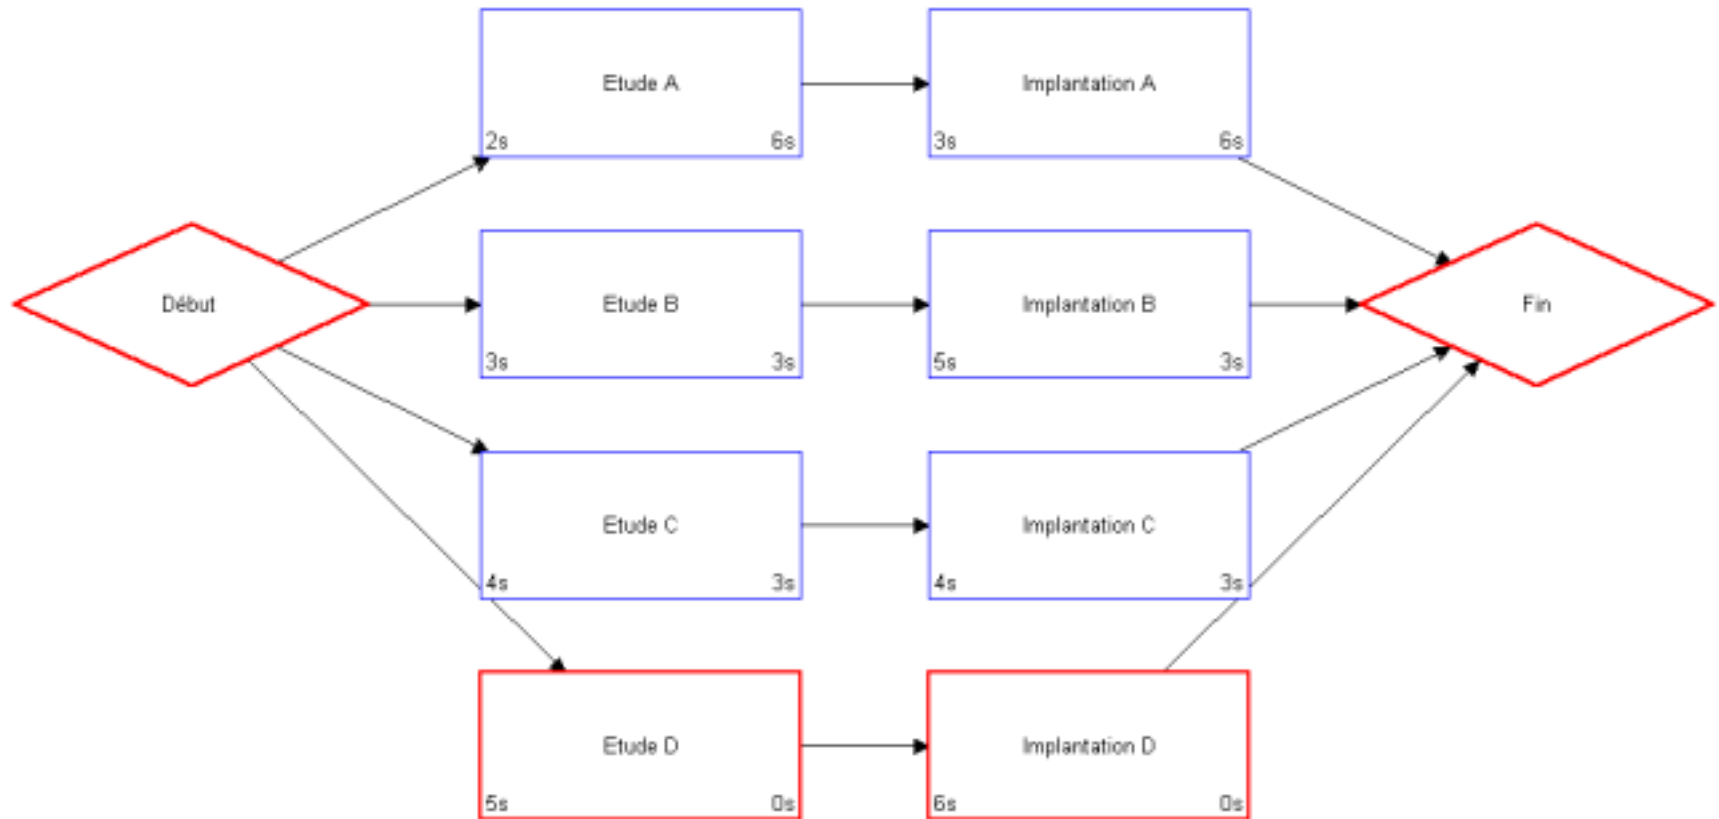 Etude A
2s 6s
Implantation A
3s 6s
Début
Etude B
3s 3s
Implantation B
5s 3s
Fin
Etude C
4s 3s
Implantation C
4s 3s
Etude D
5s 0s
Implantation D
6s 0s